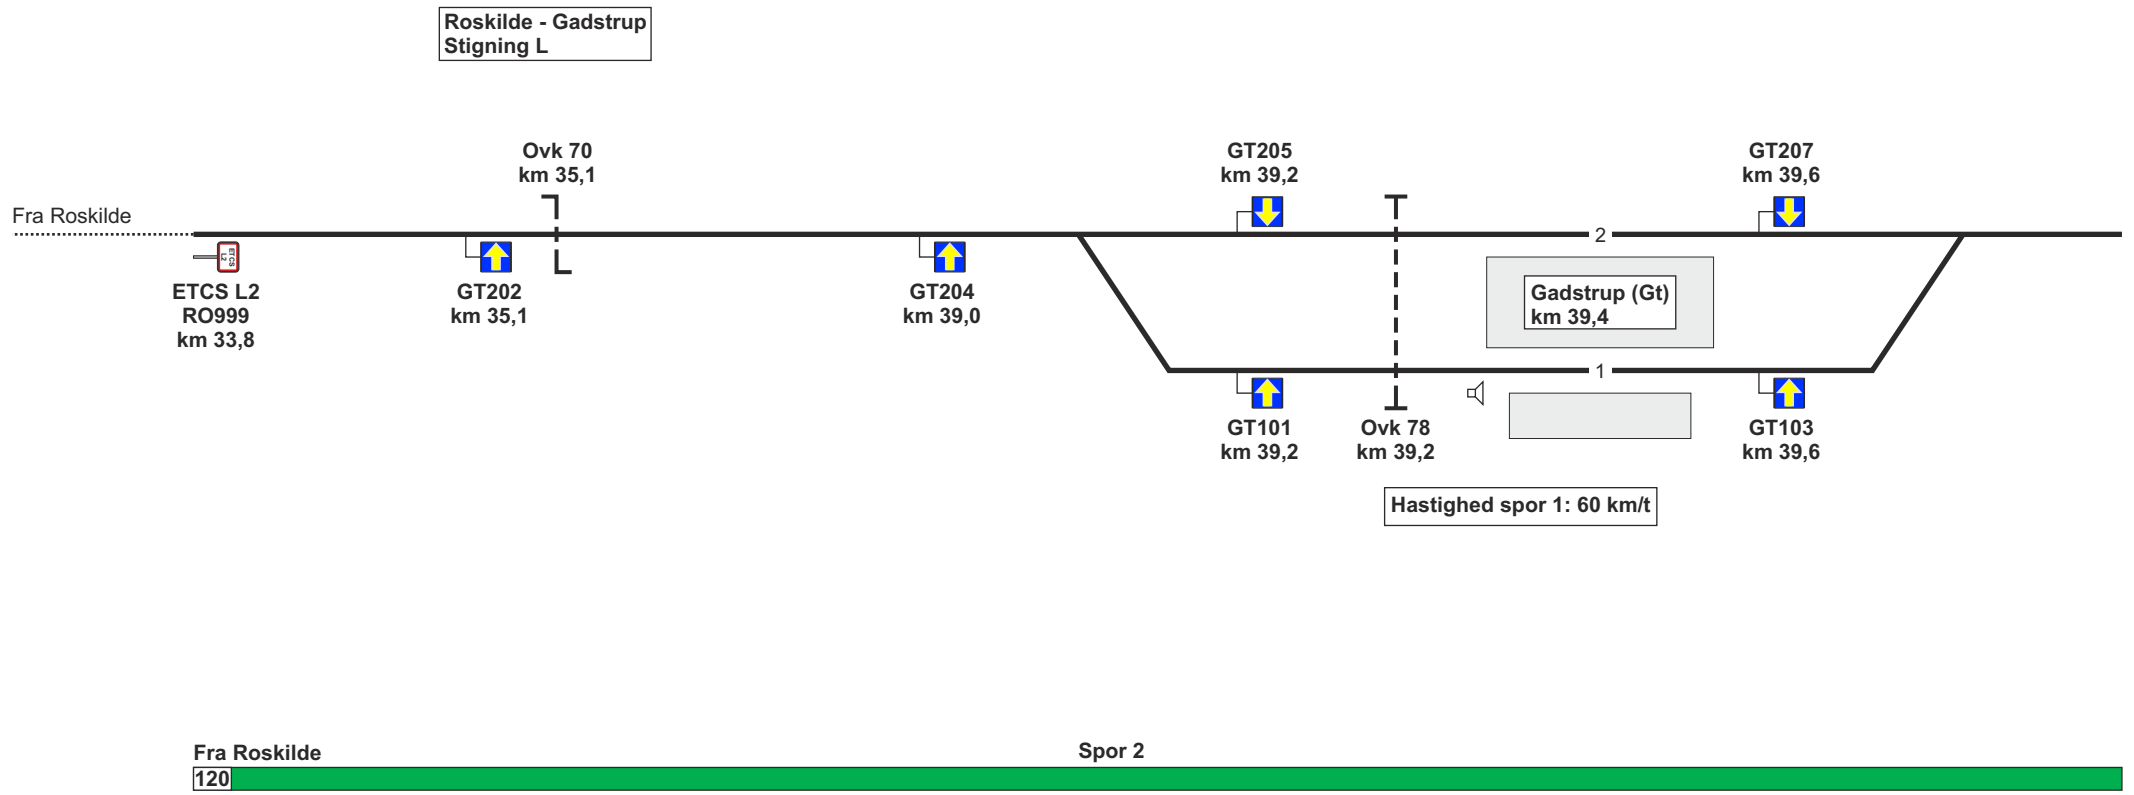 Roskilde - Gadstrup
Stigning L
Ovk 70
km 35,1
GT205
km 39,2
GT207
km 39,6
Fra Roskilde
2
ETCS
L2
ETCS L2
RO999
km 33,8
GT202
km 35,1
GT204
km 39,0
Gadstrup (Gt)
km 39,4
1
GT101
km 39,2
Ovk 78
km 39,2
GT103
km 39,6
Hastighed spor 1: 60 km/t
Fra Roskilde
Spor 2
120